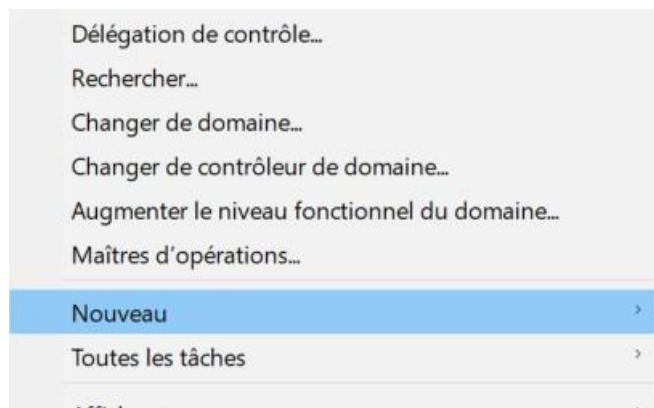 Délégation de contrôle...
Rechercher...
Changer de domaine...
Changer de contrôleur de domaine...
Augmenter le niveau fonctionnel du domaine...
Maîtres d'opérations...
Nouveau
Toutes les tâches